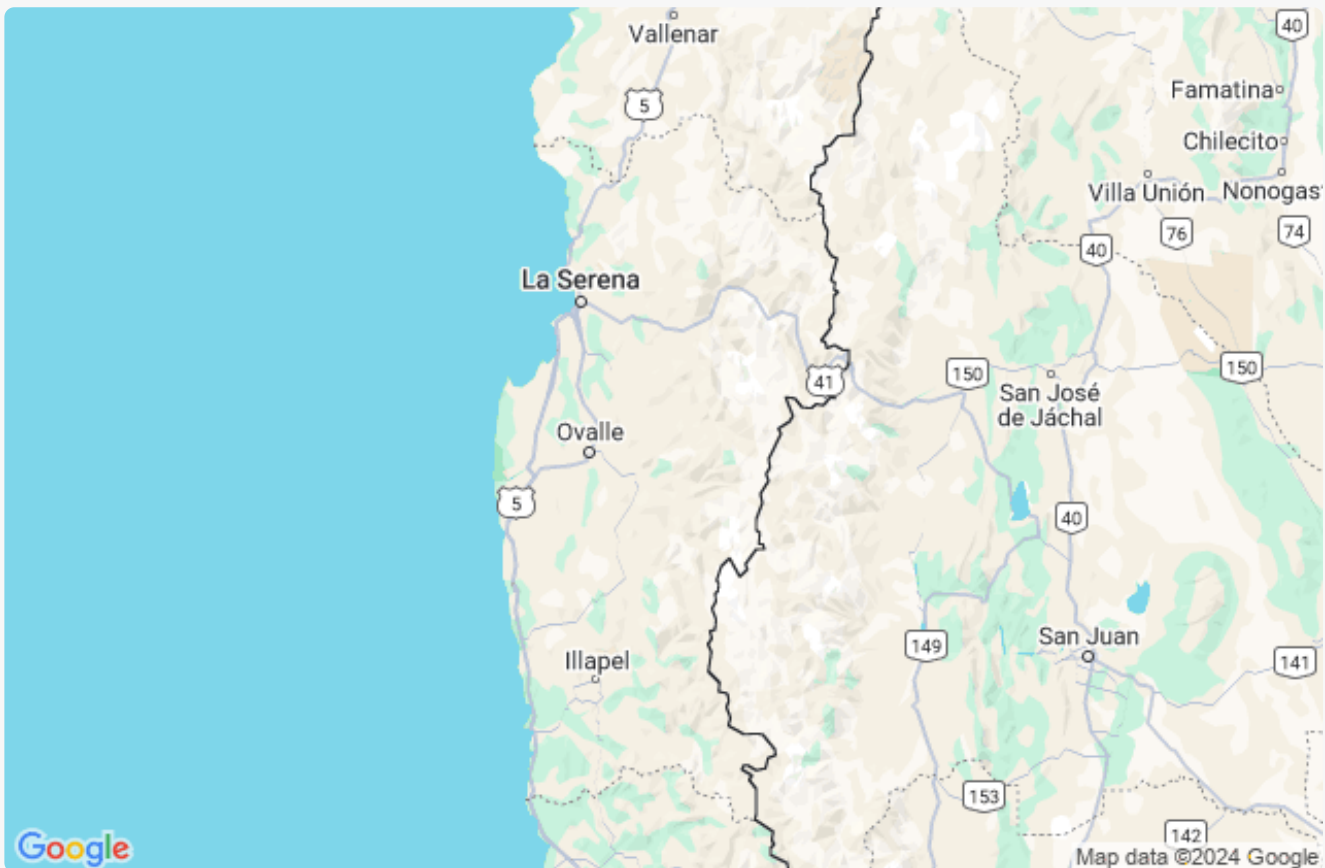 Vallenar
40
5
Famatina
Chilecito
Villa Unión
Nonogas
40
76
74
La Serena
41
150
150
San José
de Jáchal
Ovalle
5
40
Illapel
149
San Juan
141
153
142
Google
Map data ©2024 Google